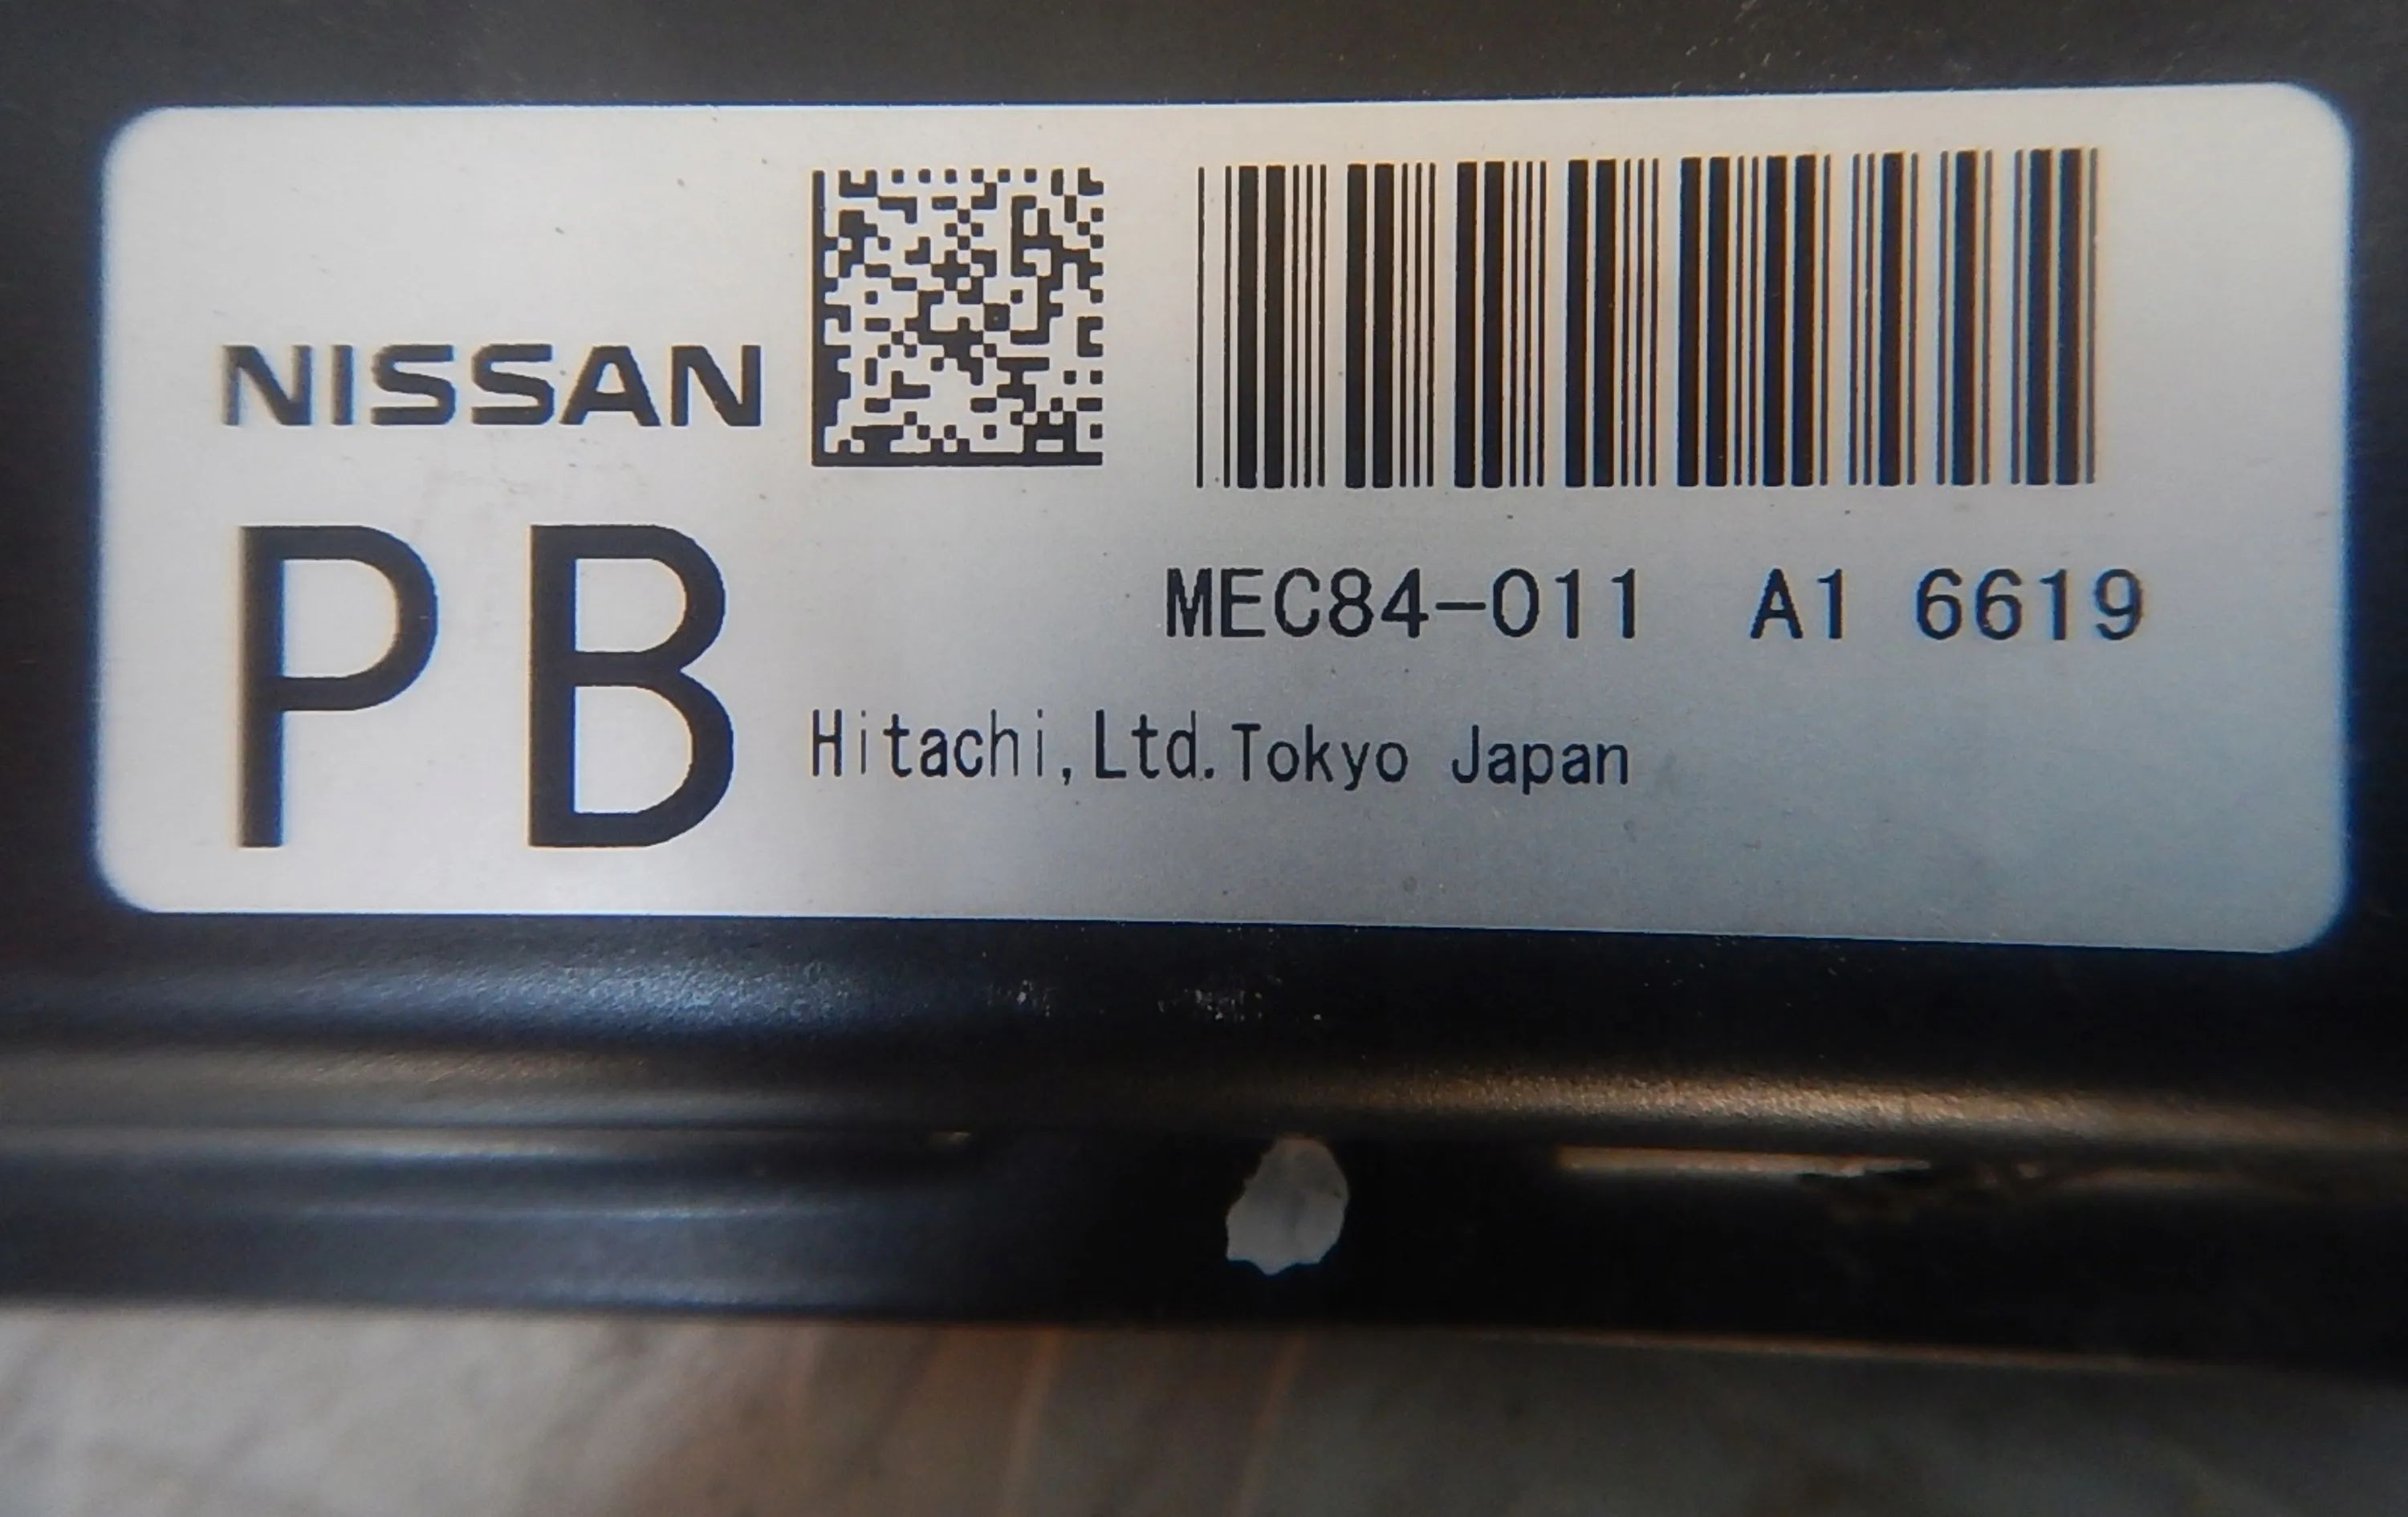 NISSAN
PB
MEC84-011 A1 6619
Hitachi,Ltd.Tokyo Japan